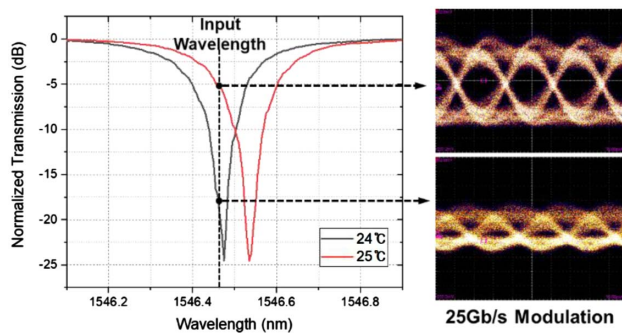 Input
Wavelength
Normalized Transmission (dB)
0
-5
-10
-15
-20
-25
24℃
25℃
1546.2
1546.4
1546.6
1546.8
Wavelength (nm)
25Gb/s Modulation